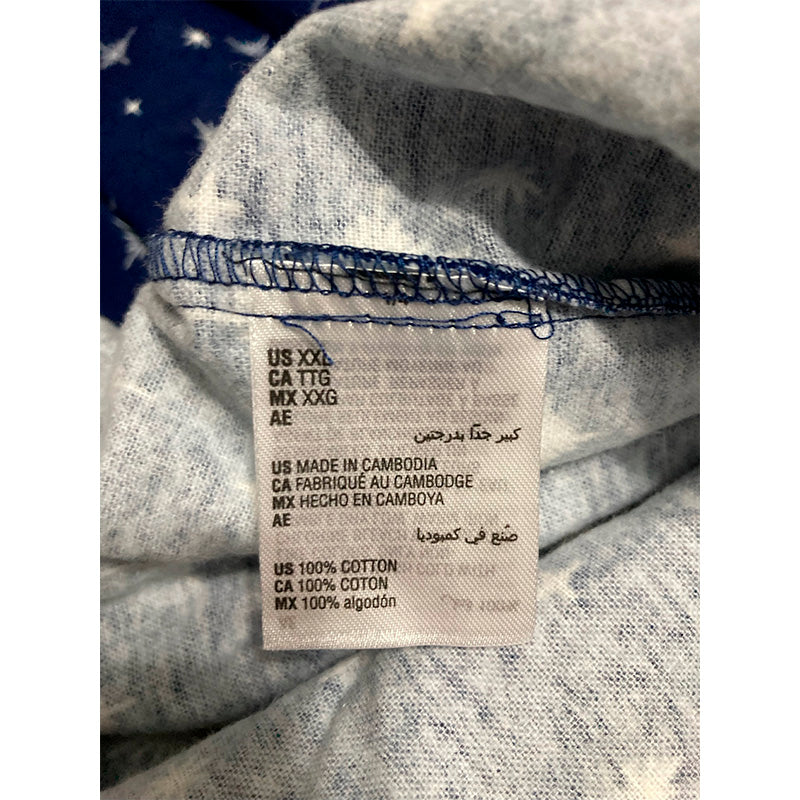 US XXL
CA TTG
MX XXG
AE
كبير جدًا بدرجتين
US MADE IN CAMBODIA
CA FABRIQUÉ AU CAMBODGE
MX HECHO EN CAMBOYA
AE
صُنع في كمبوديا
US 100% COTTON
CA 100% COTON
MX 100% algodón